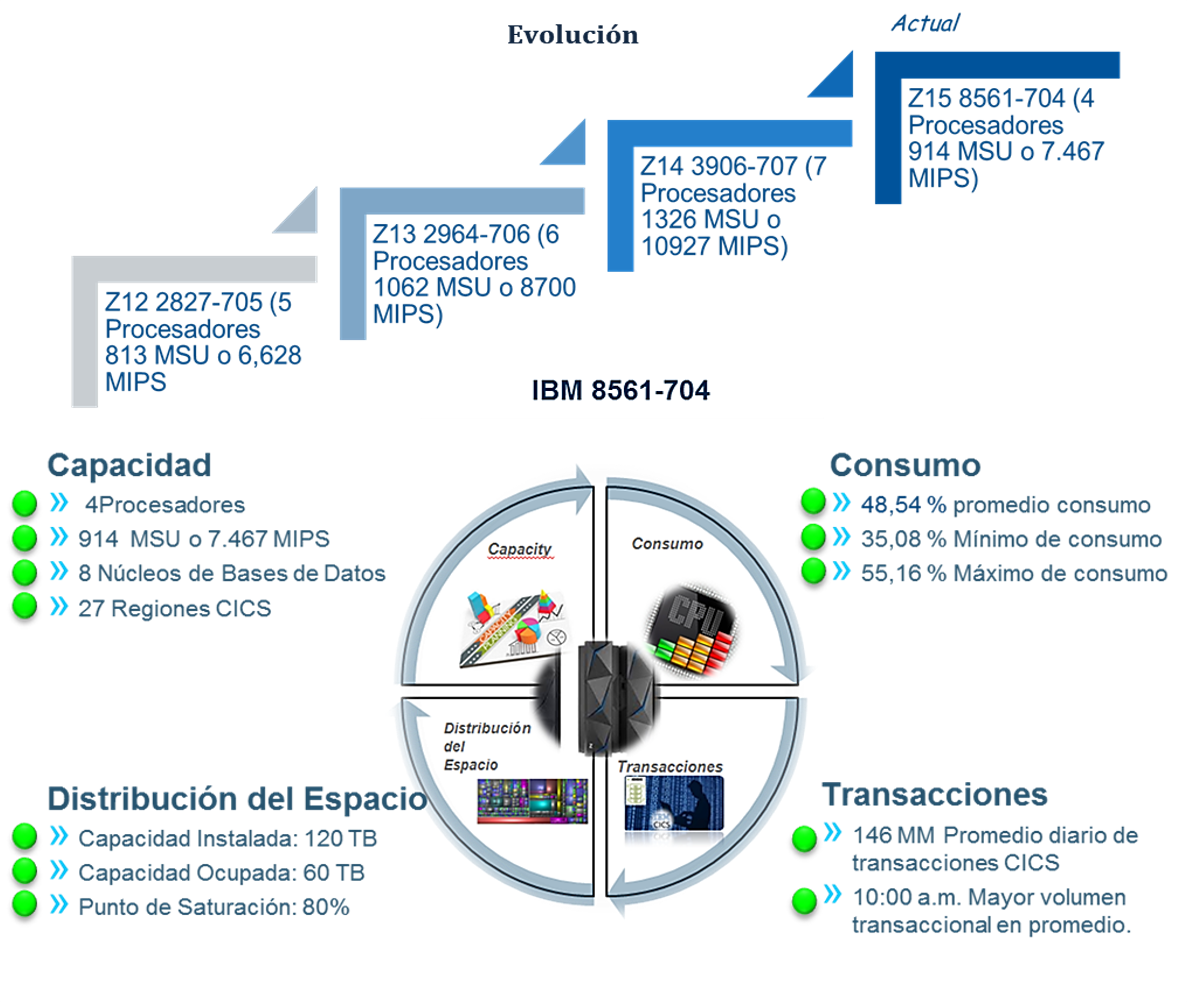 Evolución
Actual
Z15 8561-704 (4
Procesadores
914 MSU o 7.467
MIPS)
Z14 3906-707 (7
Procesadores
1326 MSU o
10927 MIPS)
Z13 2964-706 (6
Procesadores
1062 MSU o 8700
MIPS)
Z12 2827-705 (5
Procesadores
813 MSU o 6,628
MIPS
IBM 8561-704
Capacidad
» 4Procesadores
» 914 MSU o 7.467 MIPS
» 8 Núcleos de Bases de Datos
» 27 Regiones CICS
Capacity
CAPACITY
PLANNING
Consumo
CPU
Consumo
» 48,54 % promedio consumo
» 35,08 % Mínimo de consumo
» 55,16 % Máximo de consumo
Distribución del Espacio
» Capacidad Instalada: 120 TB
» Capacidad Ocupada: 60 TB
» Punto de Saturación: 80%
Distribución
del
Espacio
Transacciones
CICS
Transacciones
» 146 MM Promedio diario de
transacciones CICS
» 10:00 a.m. Mayor volumen
transaccional en promedio.